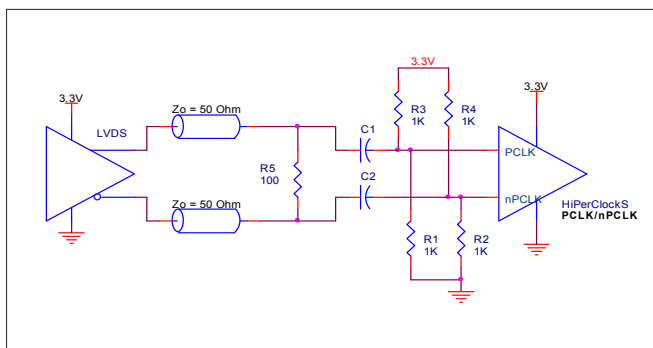 3.3V
LVDS
Zo = 50 Ohm
R5
100
Zo = 50 Ohm
C1
C2
3.3V
R3
1K
R4
1K
R1
1K
R2
1K
3.3V
PCLK
nPCLK
HiPerClockS
PCLK/nPCLK